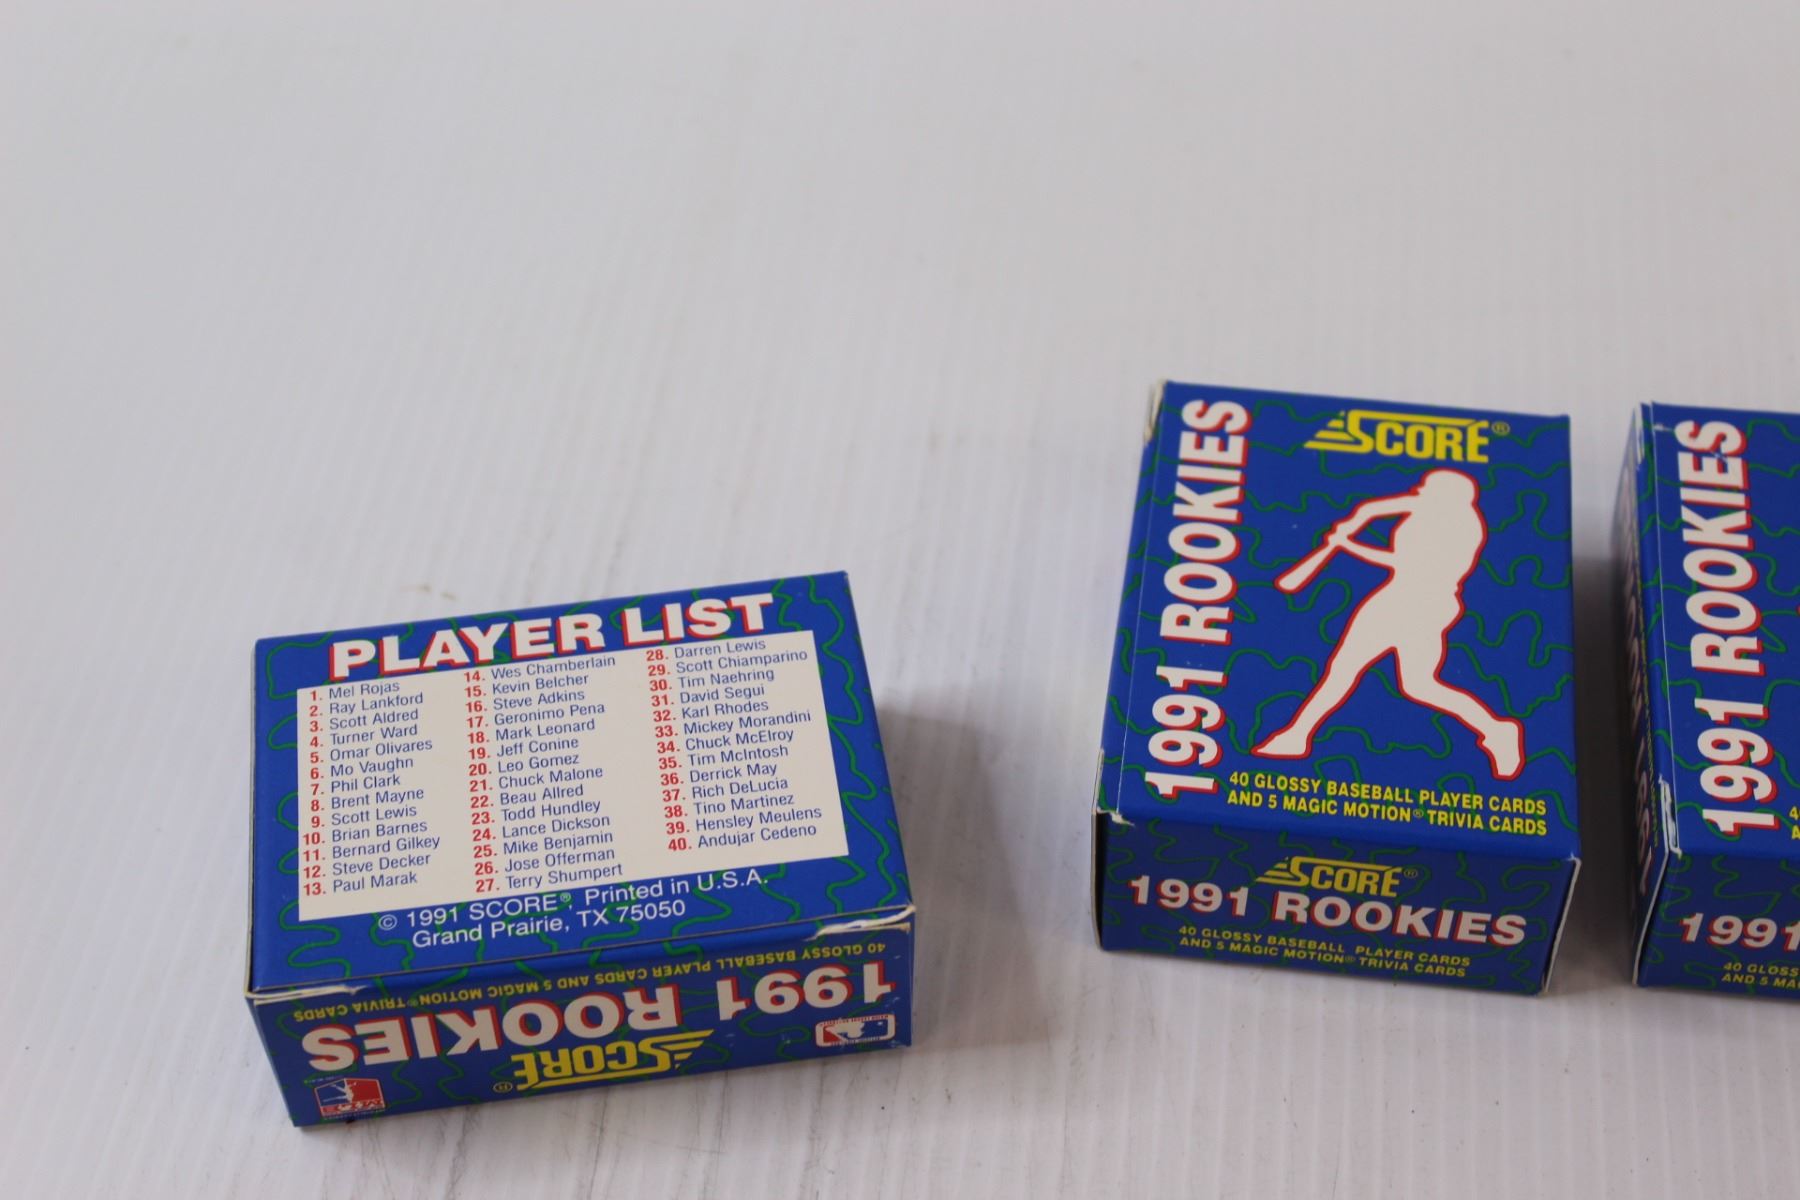 PLAYER LIST
1. Mel Rojas
2. Ray Lankford
3. Scott Aldred
4. Turner Ward
5. Omar Olivares
6. Mo Vaughn
7. Phil Clark
8. Brent Mayne
9. Scott Lewis
10. Brian Barnes
11. Bernard Gilkey
12. Steve Decker
13. Paul Marak
14. Wes Chamberlain
15. Kevin Belcher
16. Steve Adkins
17. Geronimo Pena
18. Mark Leonard
19. Jeff Conine
20. Leo Gomez
21. Chuck Malone
22. Beau Allred
23. Todd Hundley
24. Lance Dickson
25. Mike Benjamin
26. Jose Offerman
27. Terry Shumpert
28. Darren Lewis
29. Scott Chiamparino
30. Tim Naehring
31. David Segui
32. Karl Rhodes
33. Mickey Morandini
34. Chuck McElroy
35. Tim McIntosh
36. Derrick May
37. Rich DeLucia
38. Tino Martinez
39. Hensley Meulens
40. Andujar Cedeno
© 1991 SCORE®, Printed in U.S.A.
Grand Prairie, TX 75050
SCORE®
1991 ROOKIES
40 GLOSSY BASEBALL PLAYER CARDS AND 5 MAGIC MOTION® TRIVIA CARDS
SCORE®
1991 ROOKIES
40 GLOSSY BASEBALL PLAYER CARDS
AND 5 MAGIC MOTION® TRIVIA CARDS
SCORE®
1991 ROOKIES
40 GLOSSY BASEBALL PLAYER CARDS
AND 5 MAGIC MOTION® TRIVIA CARDS
1991 ROOKIES
1991
40 GLOSS
AND 5 MA